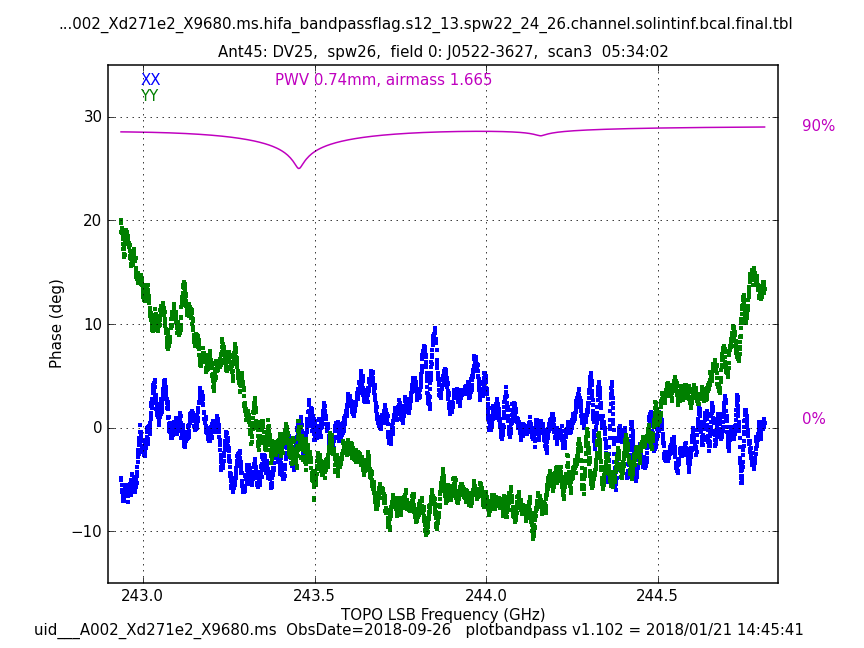 ...002_Xd271e2_X9680.ms.hifa_bandpassflag.s12_13.spw22_24_26.channel.solintinf.bcal.final.tbl
Ant45: DV25,  spw26,  field 0: J0522-3627,  scan3  05:34:02
XX
YY
PWV 0.74mm, airmass 1.665
90%
0%
30
20
10
0
−10
Phase (deg)
243.0 243.5 244.0 244.5
TOPO LSB Frequency (GHz)
uid___A002_Xd271e2_X9680.ms  ObsDate=2018-09-26   plotbandpass v1.102 = 2018/01/21 14:45:41